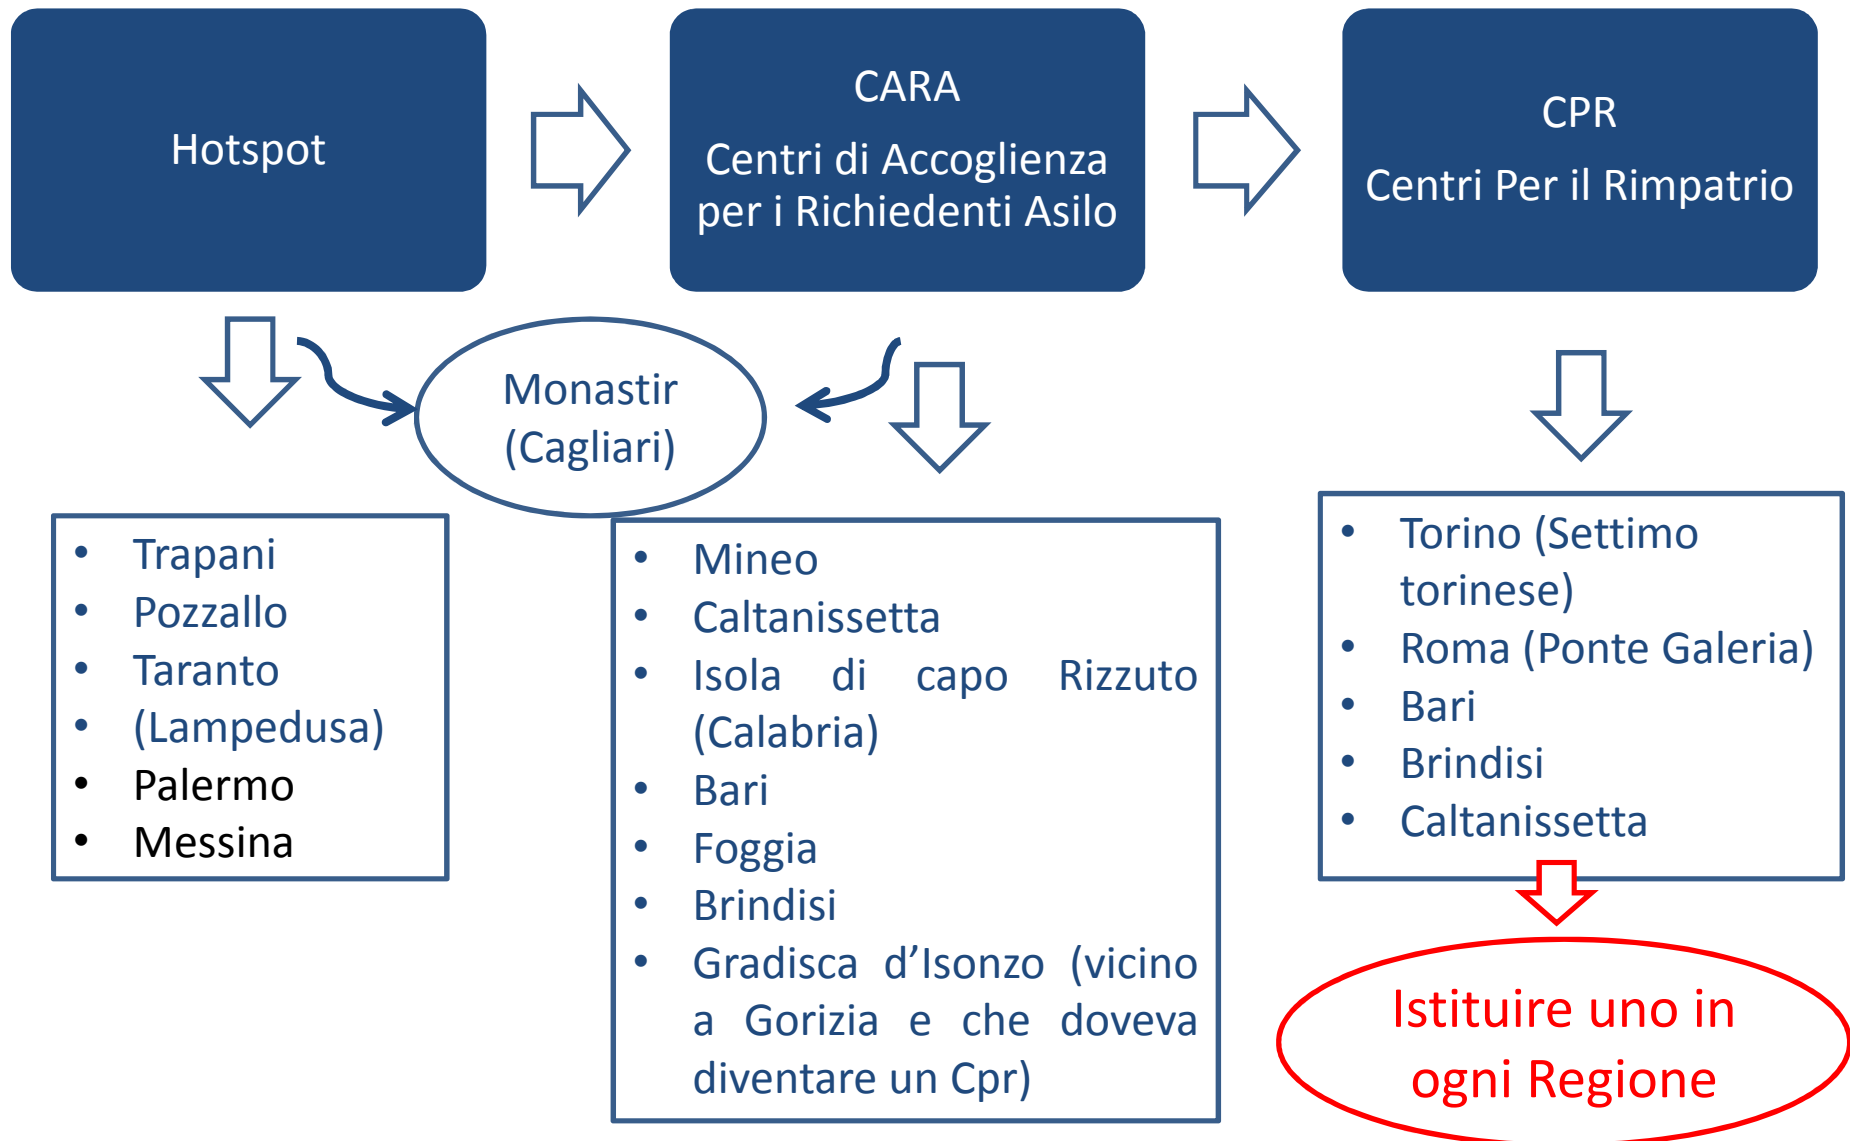 Hotspot
CARA
Centri di Accoglienza
per i Richiedenti Asilo
CPR
Centri Per il Rimpatrio
Monastir
(Cagliari)
• Trapani
• Pozzallo
• Taranto
• (Lampedusa)
• Palermo
• Messina
• Mineo
• Caltanissetta
• Isola di capo Rizzuto
(Calabria)
• Bari
• Foggia
• Brindisi
• Gradisca d’Isonzo (vicino
a Gorizia e che doveva
diventare un Cpr)
• Torino (Settimo
torinese)
• Roma (Ponte Galeria)
• Bari
• Brindisi
• Caltanissetta
Istituire uno in
ogni Regione